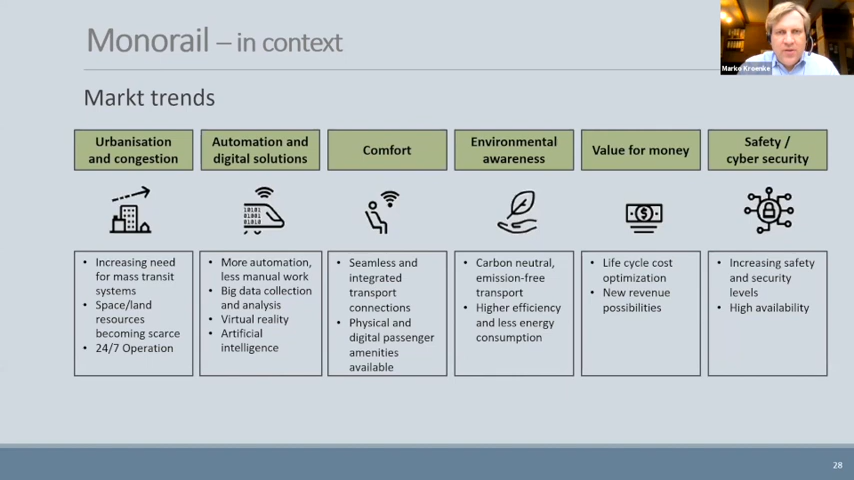 Monorail – in context
Marko Kroenke
Markt trends
Urbanisation
and congestion
Automation and
digital solutions
Comfort
Environmental
awareness
Value for money
Safety /
cyber security
10101
01001
01010
$
• Increasing need
for mass transit
systems
• Space/land
resources
becoming scarce
• 24/7 Operation
• More automation,
less manual work
• Big data collection
and analysis
• Virtual reality
• Artificial
intelligence
• Seamless and
integrated
transport
connections
• Physical and
digital passenger
amenities
available
• Carbon neutral,
emission-free
transport
• Higher efficiency
and less energy
consumption
• Life cycle cost
optimization
• New revenue
possibilities
• Increasing safety
and security
levels
• High availability
28